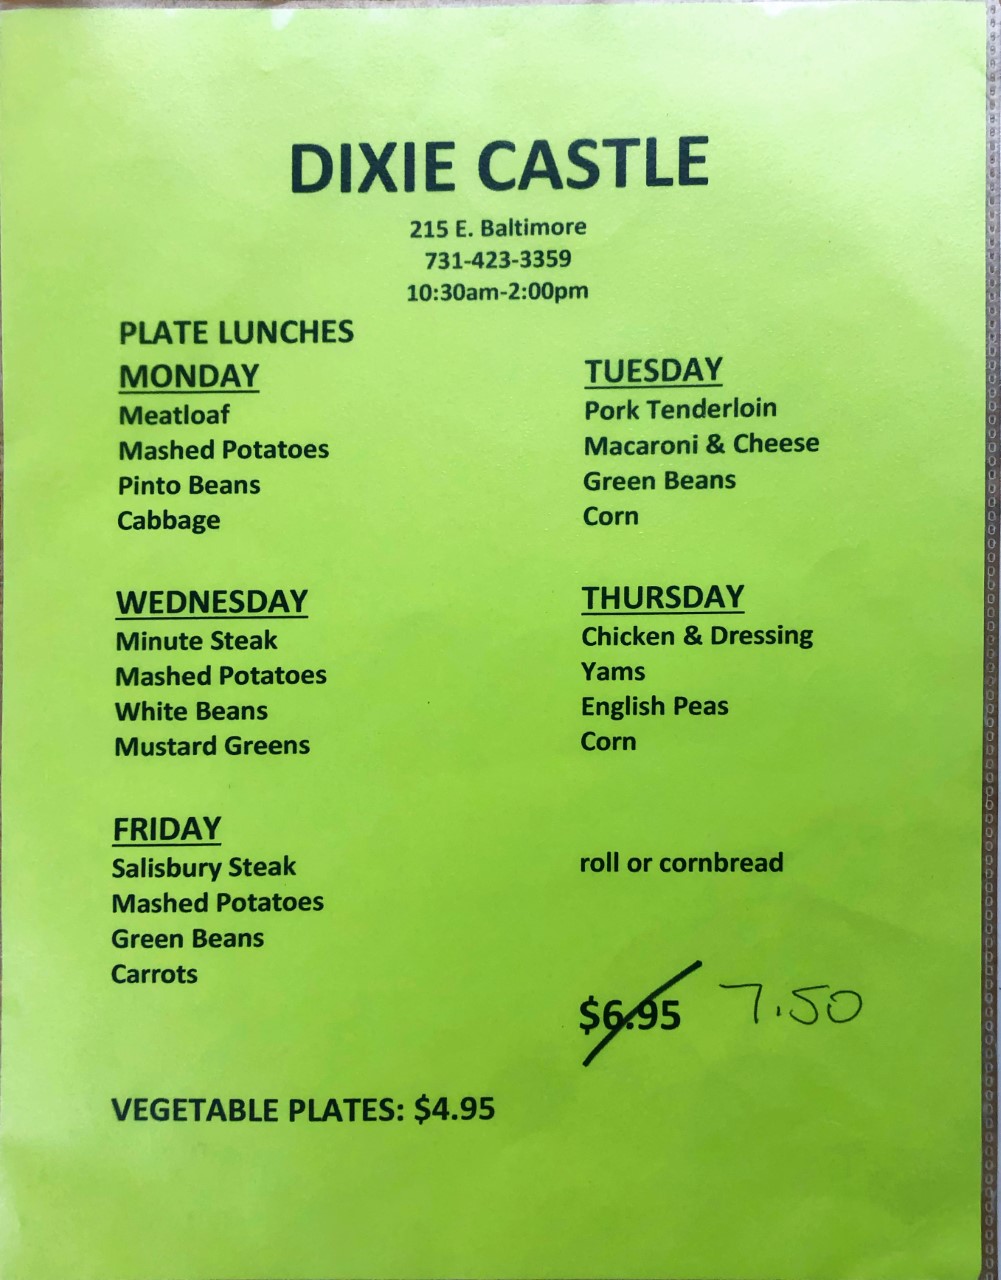 DIXIE CASTLE
215 E. Baltimore
731-423-3359
10:30am-2:00pm
PLATE LUNCHES
MONDAY
Meatloaf
Mashed Potatoes
Pinto Beans
Cabbage
TUESDAY
Pork Tenderloin
Macaroni & Cheese
Green Beans
Corn
WEDNESDAY
Minute Steak
Mashed Potatoes
White Beans
Mustard Greens
THURSDAY
Chicken & Dressing
Yams
English Peas
Corn
FRIDAY
Salisbury Steak
Mashed Potatoes
Green Beans
Carrots
roll or cornbread
$6.95 7.50
VEGETABLE PLATES: $4.95